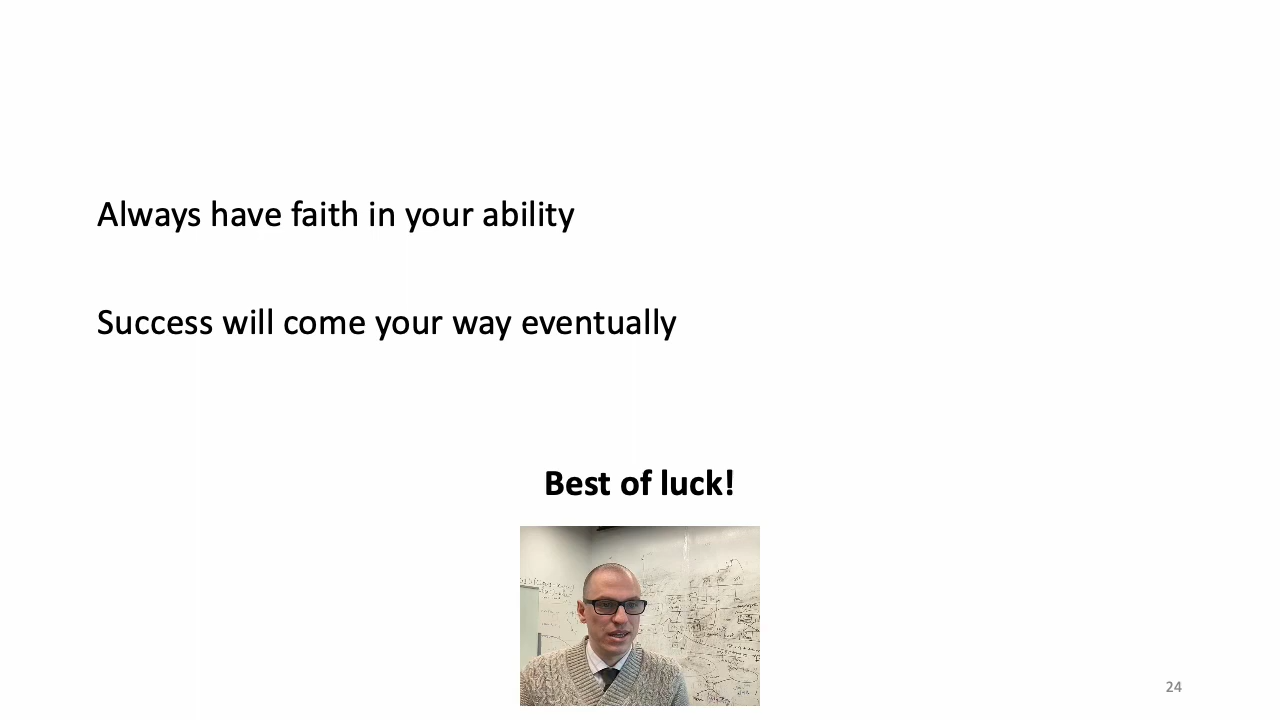 Always have faith in your ability
Success will come your way eventually
Best of luck!
24